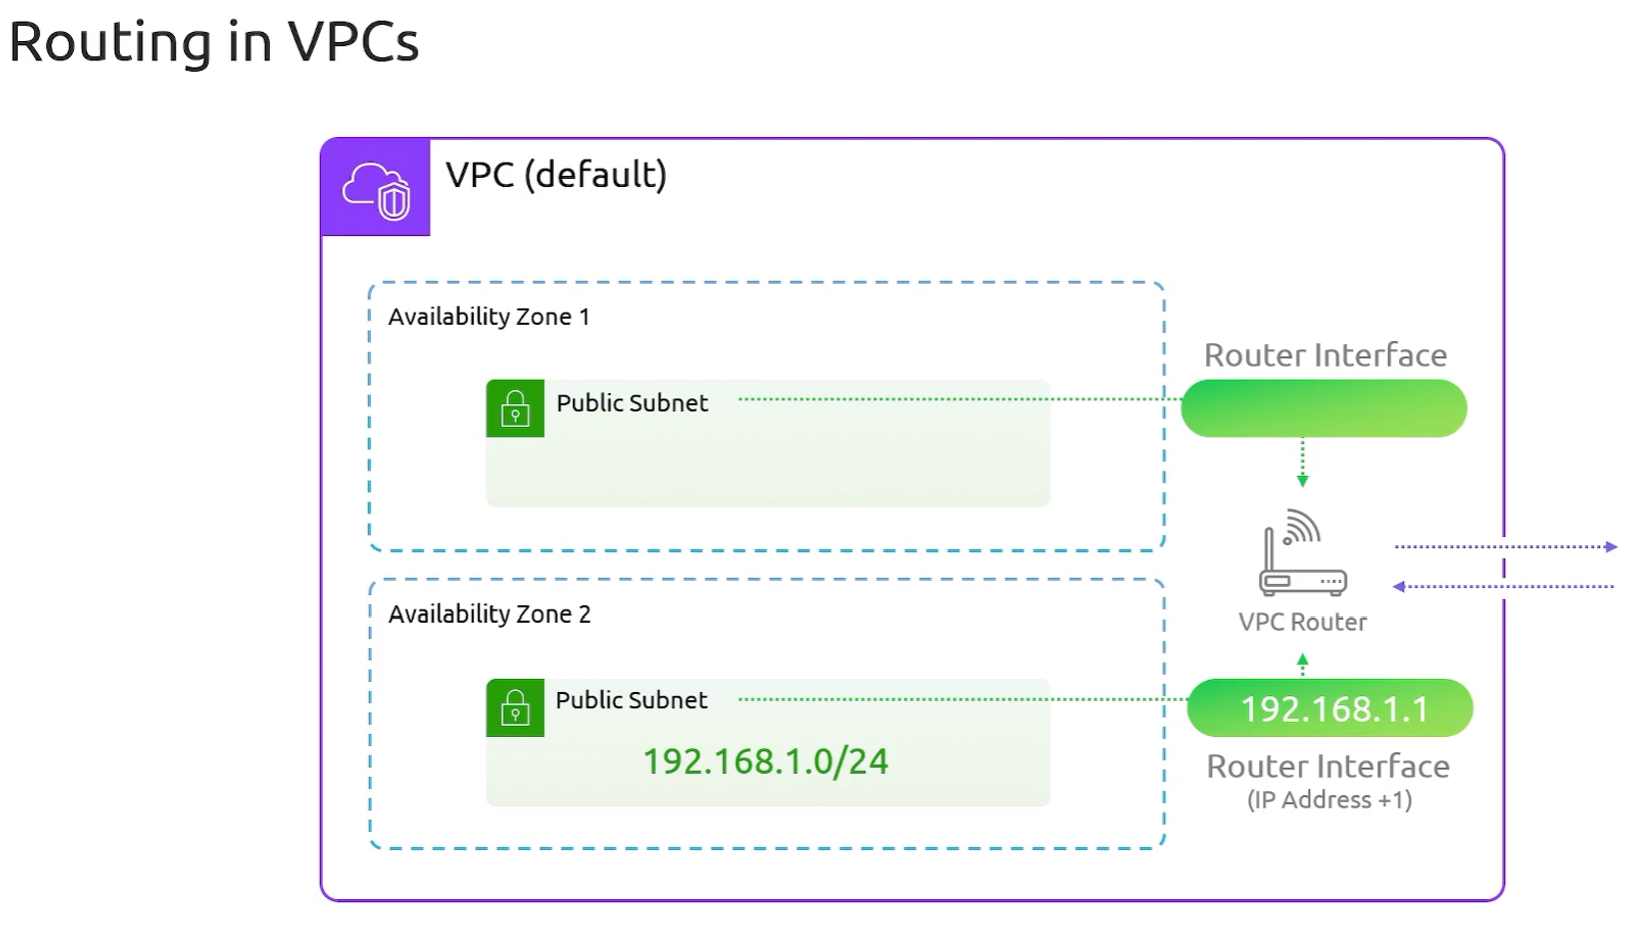 Routing in VPCs
VPC (default)
Availability Zone 1
Router Interface
Public Subnet
VPC Router
Availability Zone 2
Public Subnet
192.168.1.1
192.168.1.0/24
Router Interface
(IP Address +1)